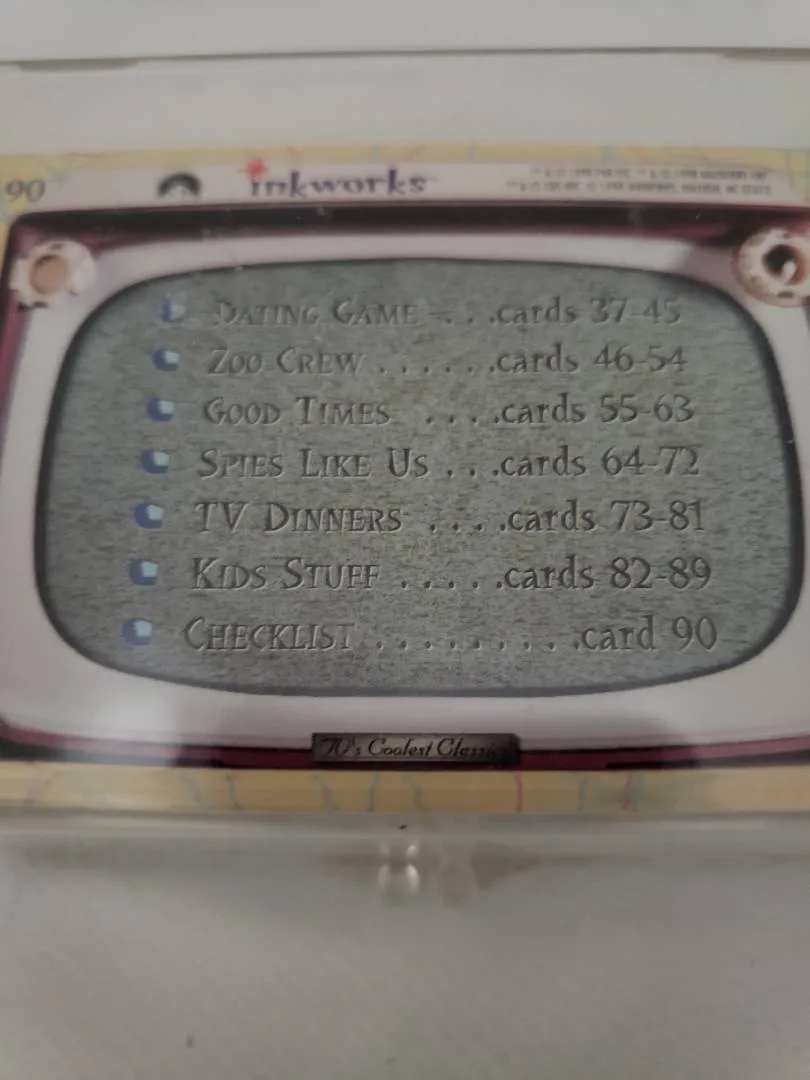 90 inkworks
DATING GAME . . .cards 37-45
ZOO CREW . . . . . .cards 46-54
GOOD TIMES . . . .cards 55-63
SPIES LIKE US . . .cards 64-72
TV DINNERS . . . .cards 73-81
KIDS STUFF . . . . .cards 82-89
CHECKLIST . . . . . . . . .card 90
TV's Coolest Classics